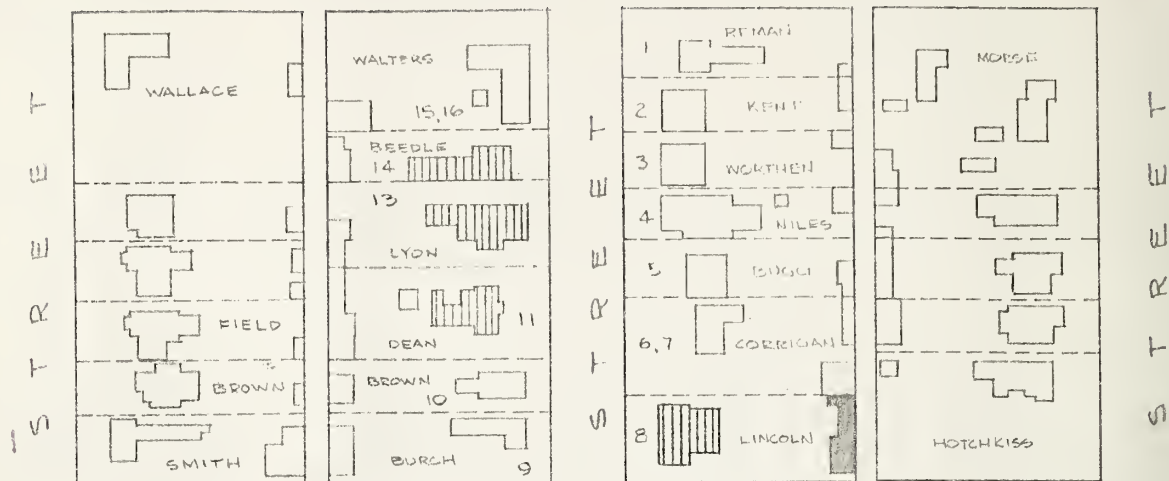 STREET
WALLACE
FIELD
BROWN
SMITH
WALTERS
15,16
BEEDLE
14
13
LYON
DEAN
11
BROWN
10
BURCH
9
STREET
1
2
KENT
3
WORTHEN
4
NILES
5
6,7
CORRIGAN
8
LINCOLN
MORSE
HOTCHKISS
STREET